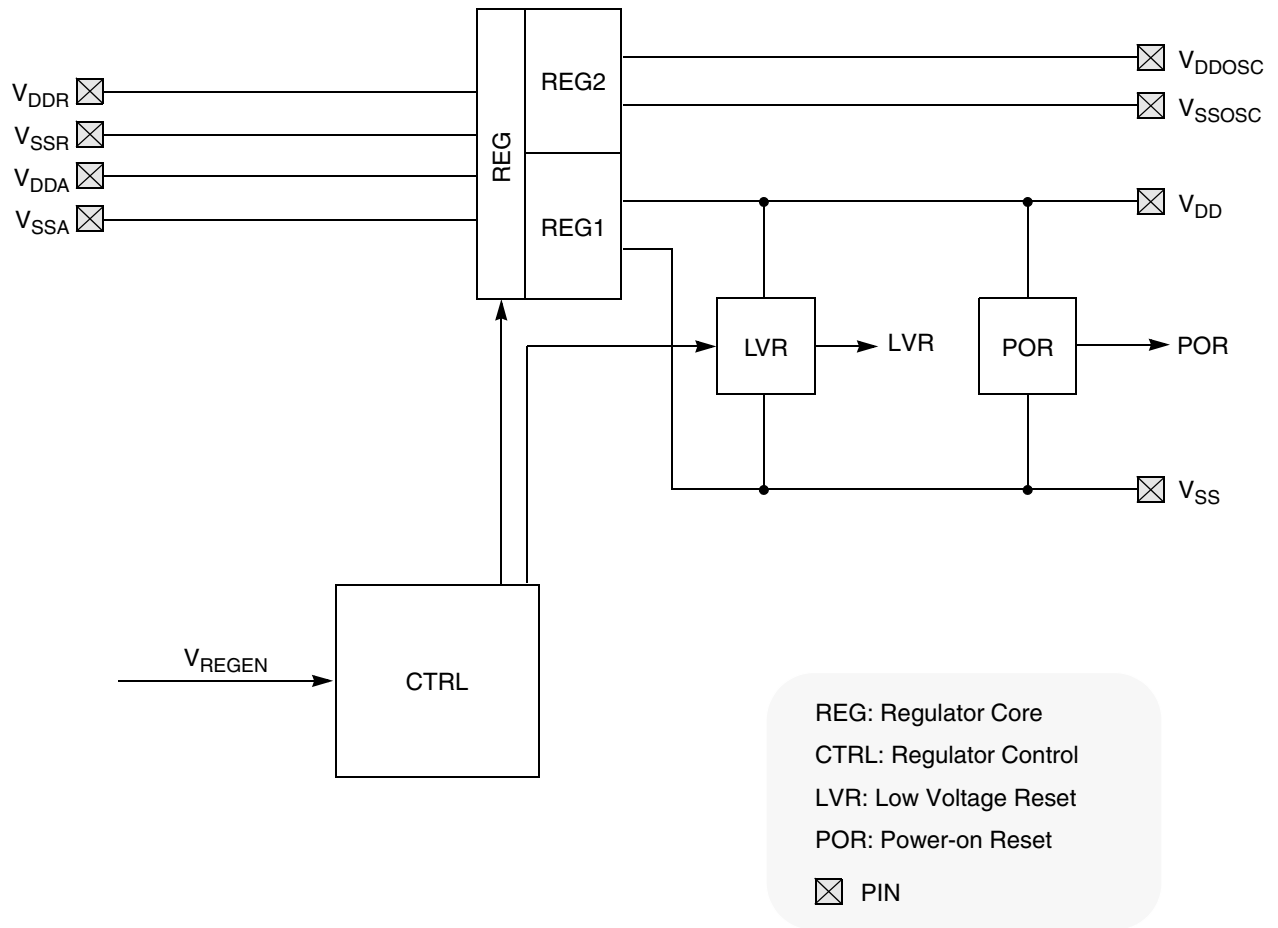 VDDR
VSSR
VDDA
VSSA
REG
REG2
REG1
VDDOSC
VSSOSC
VDD
LVR
LVR
POR
POR
VSS
VREGEN
CTRL
REG: Regulator Core
CTRL: Regulator Control
LVR: Low Voltage Reset
POR: Power-on Reset
PIN